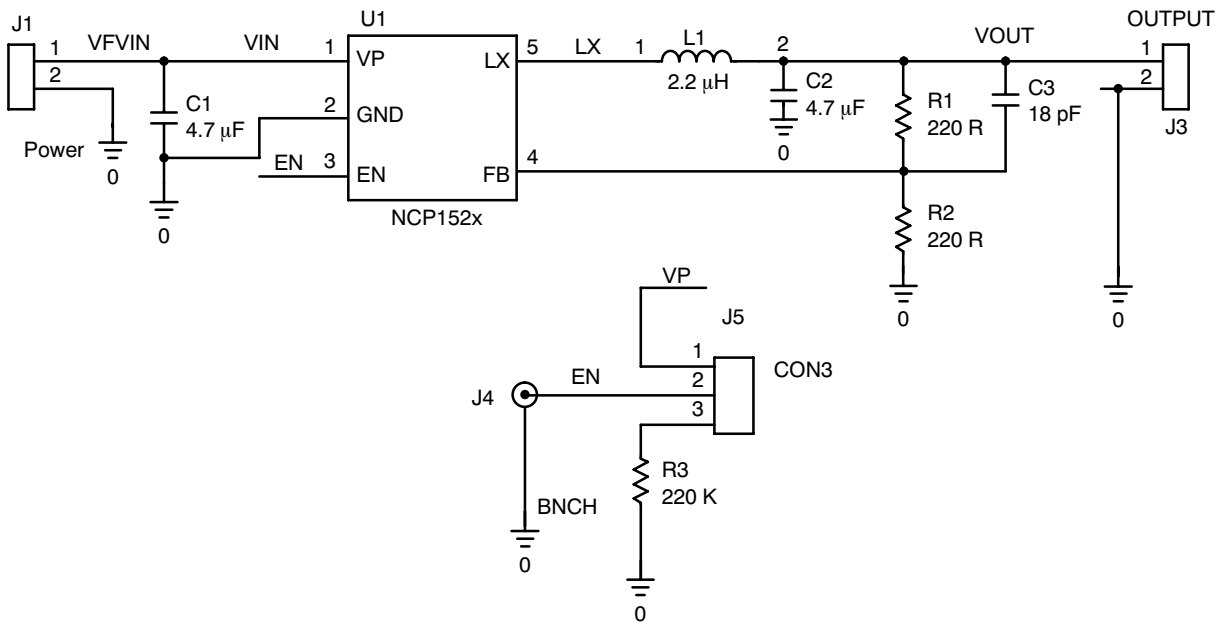 J1
1
2
VFVIN
VIN
Power
0
C1
4.7 μF
0
U1
1
VP
2
GND
EN
3
EN
LX
5
FB
4
NCP152x
LX
1
L1
2
2.2 μH
C2
4.7 μF
0
R1
220 R
R2
220 R
0
VOUT
C3
18 pF
OUTPUT
1
2
J3
0
VP
J5
1
2
3
CON3
EN
J4
BNCH
0
R3
220 K
0